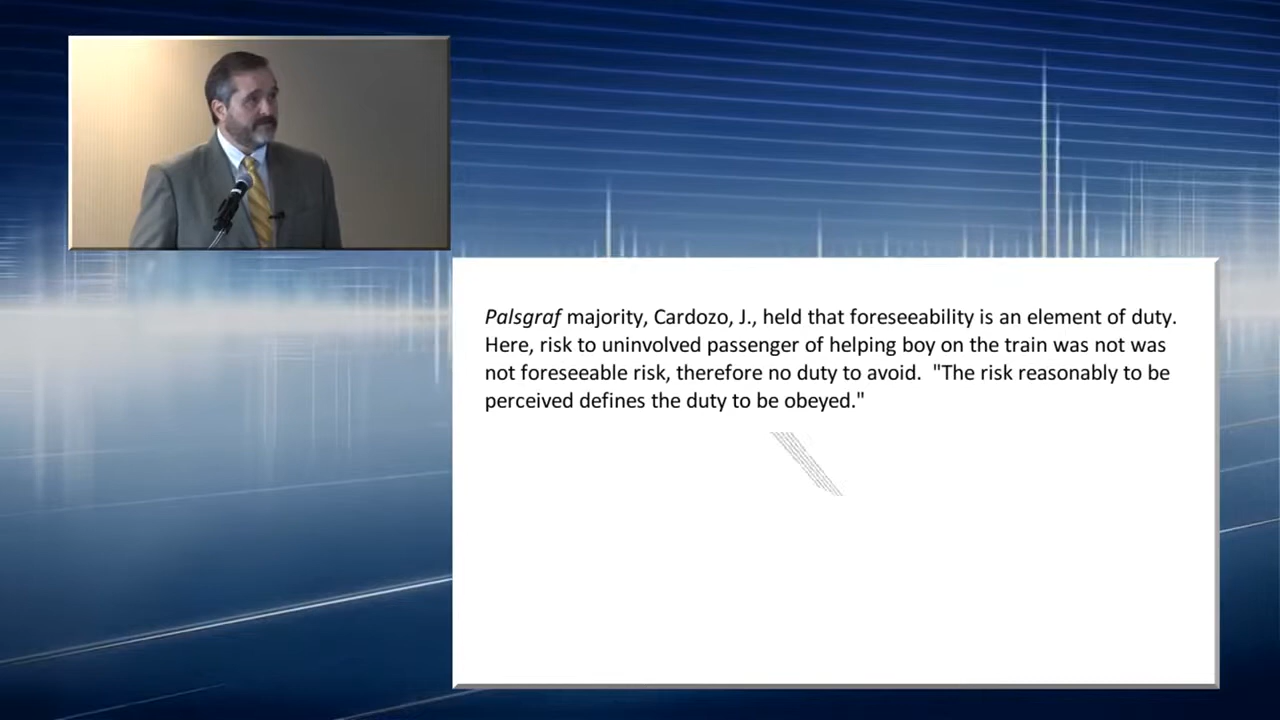 Palsgraf majority, Cardozo, J., held that foreseeability is an element of duty.
Here, risk to uninvolved passenger of helping boy on the train was not was
not foreseeable risk, therefore no duty to avoid.  "The risk reasonably to be
perceived defines the duty to be obeyed."